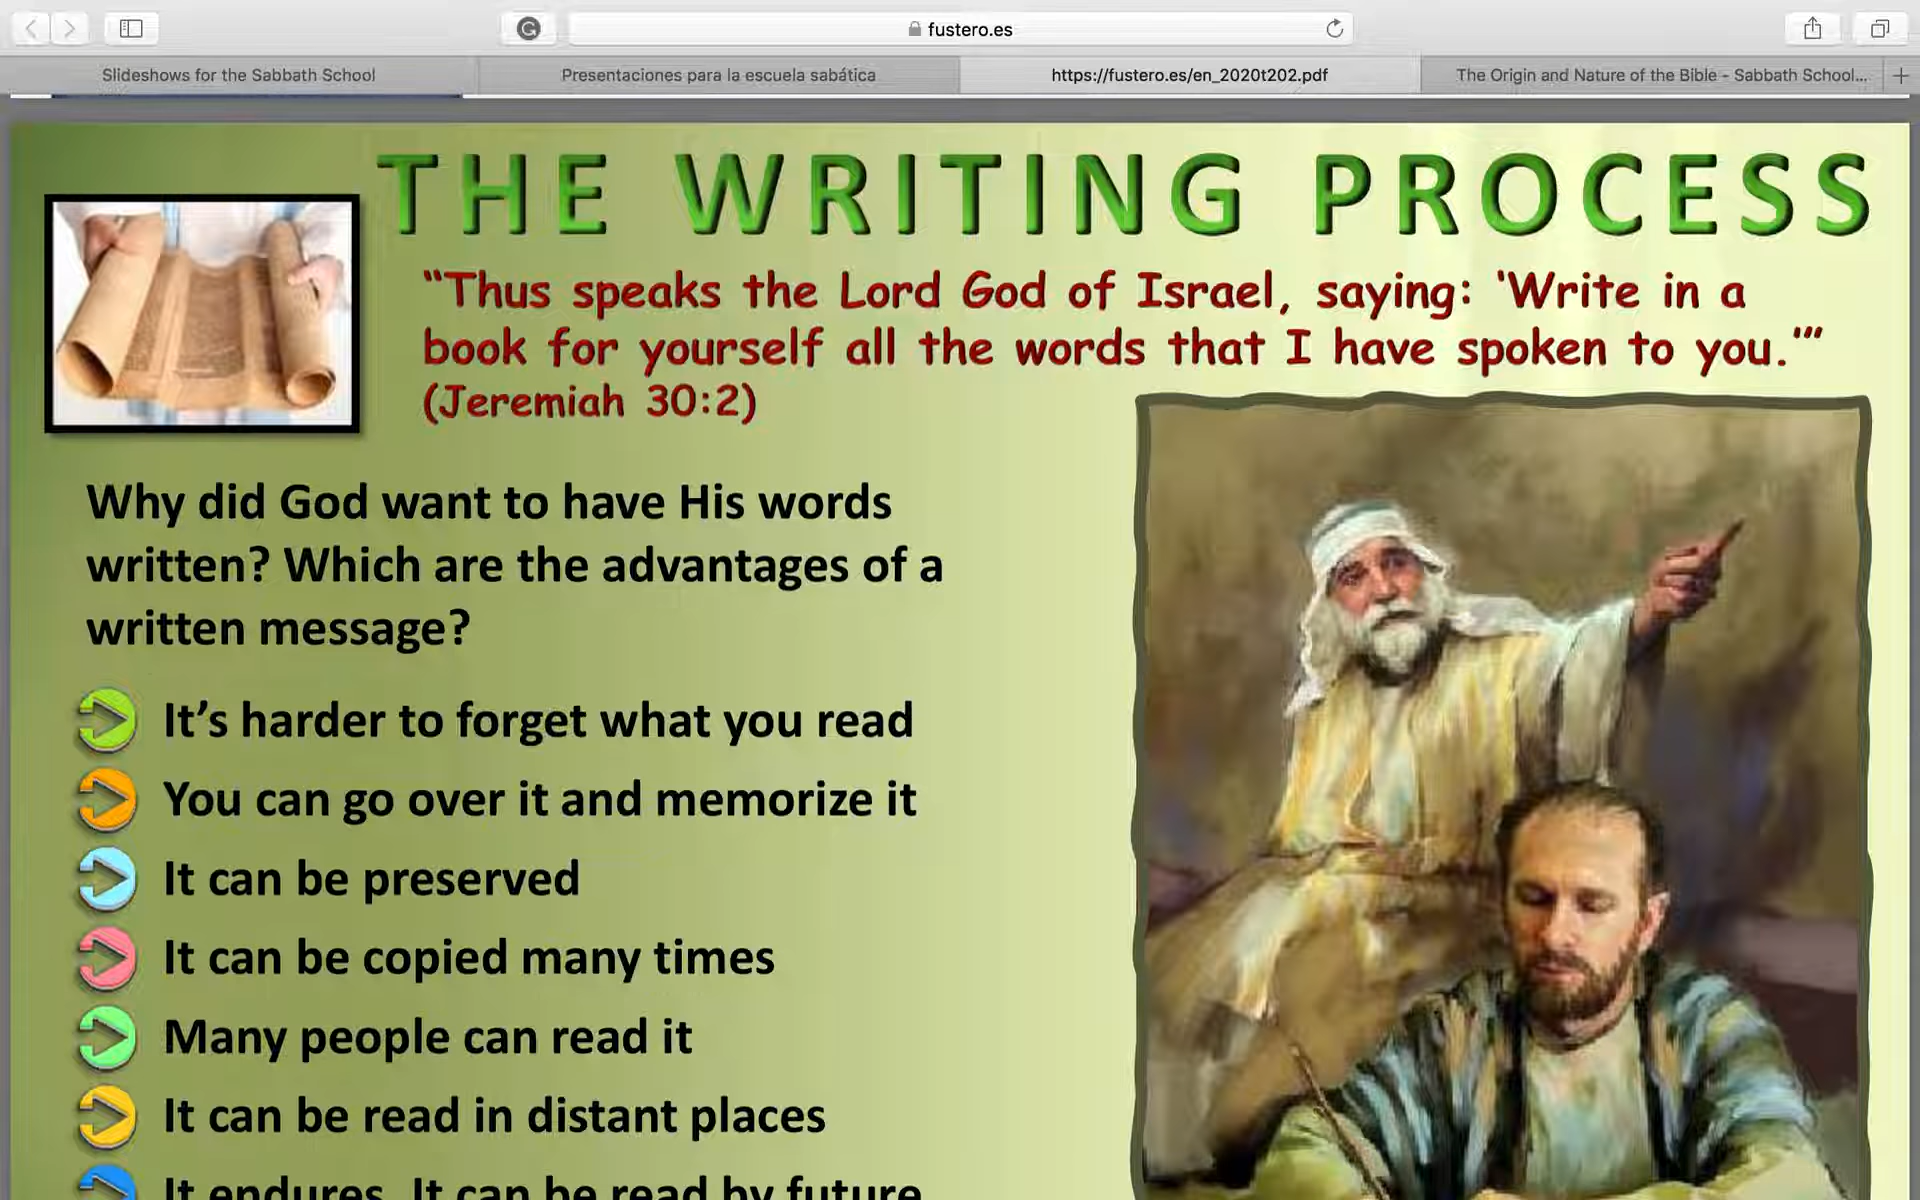 fustero.es
Slideshows for the Sabbath School
Presentaciones para la escuela sabática
https://fustero.es/en_2020t202.pdf
The Origin and Nature of the Bible - Sabbath School...
THE WRITING PROCESS
“Thus speaks the Lord God of Israel, saying: ‘Write in a
book for yourself all the words that I have spoken to you.’”
(Jeremiah 30:2)
Why did God want to have His words
written? Which are the advantages of a
written message?
It’s harder to forget what you read
You can go over it and memorize it
It can be preserved
It can be copied many times
Many people can read it
It can be read in distant places
It endures. It can be read by future